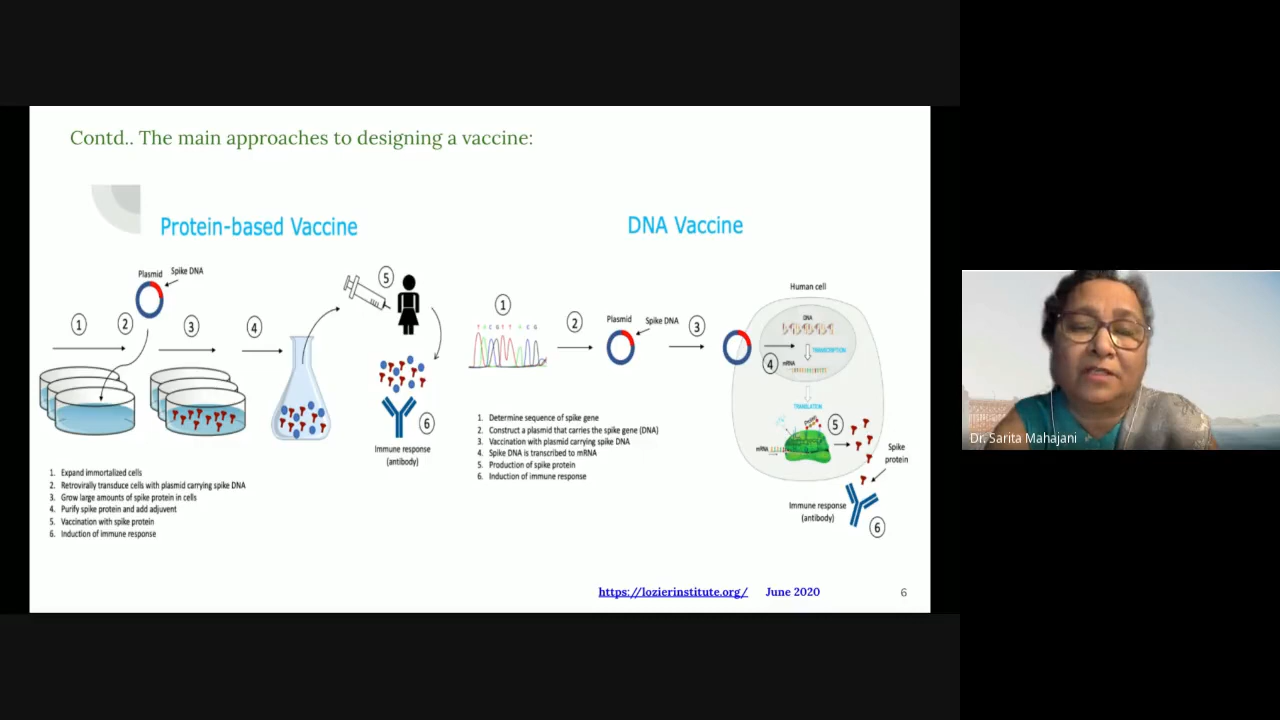 Contd.. The main approaches to designing a vaccine:
Protein-based Vaccine
Plasmid
Spike DNA
1
2
3
4
5
6
Immune response
(antibody)
1. Expand immortalized cells
2. Retrovirally transduce cells with plasmid carrying spike DNA
3. Grow large amounts of spike protein in cells
4. Purify spike protein and add adjuvent
5. Vaccination with spike protein
6. Induction of immune response
DNA Vaccine
1
2
Plasmid
Spike DNA
3
Human cell
DNA
TRANSCRIPTION
4
mRNA
TRANSLATION
5
mRNA
Spike
protein
Immune response
(antibody)
6
1. Determine sequence of spike gene
2. Construct a plasmid that carries the spike gene (DNA)
3. Vaccination with plasmid carrying spike DNA
4. Spike DNA is transcribed to mRNA
5. Production of spike protein
6. Induction of immune response
https://lozierinstitute.org/ June 2020
6
Dr. Sarita Mahajani